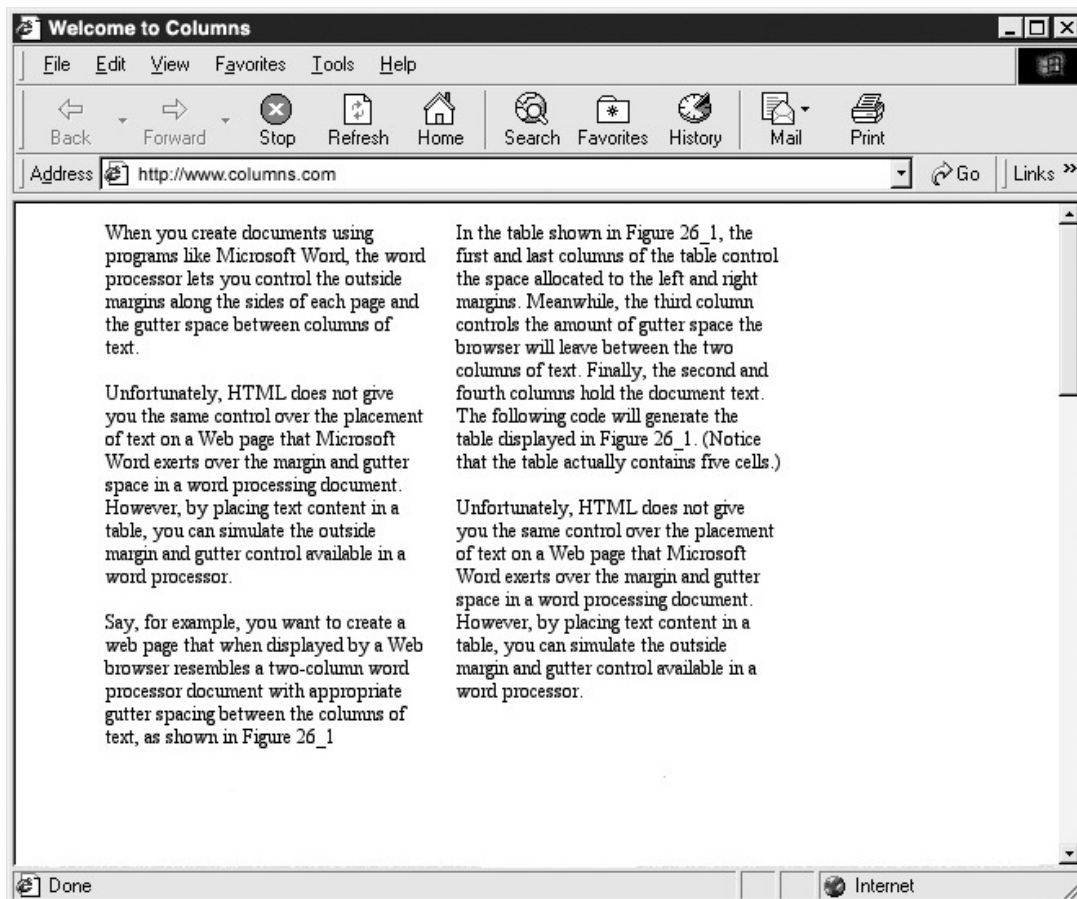 Welcome to Columns
File Edit View Favorites Tools Help
Back Forward Stop Refresh Home Search Favorites History Mail Print
Address http://www.columns.com Go Links »
When you create documents using
programs like Microsoft Word, the word
processor lets you control the outside
margins along the sides of each page and
the gutter space between columns of
text.
Unfortunately, HTML does not give
you the same control over the placement
of text on a Web page that Microsoft
Word exerts over the margin and gutter
space in a word processing document.
However, by placing text content in a
table, you can simulate the outside
margin and gutter control available in a
word processor.
Say, for example, you want to create a
web page that when displayed by a Web
browser resembles a two-column word
processor document with appropriate
gutter spacing between the columns of
text, as shown in Figure 26_1
In the table shown in Figure 26_1, the
first and last columns of the table control
the space allocated to the left and right
margins. Meanwhile, the third column
controls the amount of gutter space the
browser will leave between the two
columns of text. Finally, the second and
fourth columns hold the document text.
The following code will generate the
table displayed in Figure 26_1. (Notice
that the table actually contains five cells.)
Unfortunately, HTML does not give
you the same control over the placement
of text on a Web page that Microsoft
Word exerts over the margin and gutter
space in a word processing document.
However, by placing text content in a
table, you can simulate the outside
margin and gutter control available in a
word processor.
Done Internet